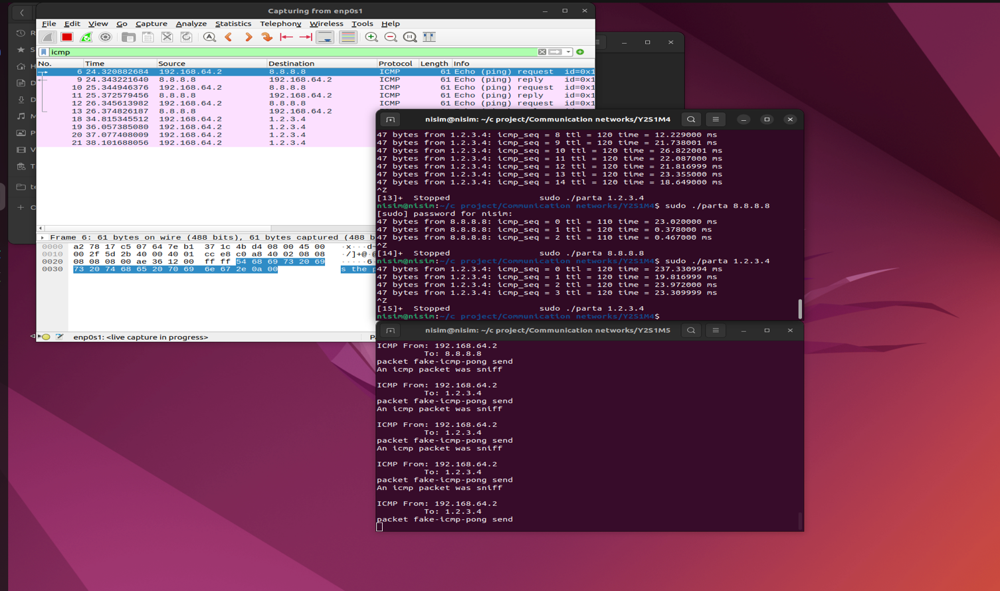 Capturing from enp0s1
File Edit View Go Capture Analyze Statistics Telephony Wireless Tools Help
icmp
No. Time Source Destination Protocol Length Info
6 24.320882684 192.168.64.2 8.8.8.8 ICMP 61 Echo (ping) request id=0x1
9 24.343221640 8.8.8.8 192.168.64.2 ICMP 61 Echo (ping) reply id=0x1
10 25.344946376 192.168.64.2 8.8.8.8 ICMP 61 Echo (ping) request id=0x1
11 25.372579456 8.8.8.8 192.168.64.2 ICMP 61 Echo (ping) reply id=0x1
12 26.345613982 192.168.64.2 8.8.8.8 ICMP 61 Echo (ping) request id=0x1
13 26.374826187 8.8.8.8 192.168.64.2
18 34.815345512 192.168.64.2 1.2.3.4
19 36.057385080 192.168.64.2 1.2.3.4
20 37.077408009 192.168.64.2 1.2.3.4
21 38.101688056 192.168.64.2 1.2.3.4
Frame 6: 61 bytes on wire (488 bits), 61 bytes captured (488 b
0000 a2 78 17 c5 07 64 7e b1 37 1c 4b d4 08 00 45 00 ·x···d~
0010 00 2f 5d 2b 40 00 40 01 cc e8 c0 a8 40 02 08 08 ·/]+@·@
0020 08 08 08 00 ae 36 12 00 ff ff 54 68 69 73 20 69 ·····6·
0030 73 20 74 68 65 20 70 69 6e 67 2e 0a 00 s the p
enp0s1: <live capture in progress>
nisim@nisim: ~/c project/Communication networks/Y2S1M4
47 bytes from 1.2.3.4: icmp_seq = 8 ttl = 120 time = 12.229000 ms
47 bytes from 1.2.3.4: icmp_seq = 9 ttl = 120 time = 21.738001 ms
47 bytes from 1.2.3.4: icmp_seq = 10 ttl = 120 time = 26.822001 ms
47 bytes from 1.2.3.4: icmp_seq = 11 ttl = 120 time = 22.087000 ms
47 bytes from 1.2.3.4: icmp_seq = 12 ttl = 120 time = 21.816999 ms
47 bytes from 1.2.3.4: icmp_seq = 13 ttl = 120 time = 23.355000 ms
47 bytes from 1.2.3.4: icmp_seq = 14 ttl = 120 time = 18.649000 ms
^Z
[13]+ Stopped sudo ./parta 1.2.3.4
nisim@nisim:~/c project/Communication networks/Y2S1M4$ sudo ./parta 8.8.8.8
[sudo] password for nisim:
47 bytes from 8.8.8.8: icmp_seq = 0 ttl = 110 time = 23.020000 ms
47 bytes from 8.8.8.8: icmp_seq = 1 ttl = 120 time = 0.378000 ms
47 bytes from 8.8.8.8: icmp_seq = 2 ttl = 110 time = 0.467000 ms
^Z
[14]+ Stopped sudo ./parta 8.8.8.8
nisim@nisim:~/c project/Communication networks/Y2S1M4$ sudo ./parta 1.2.3.4
47 bytes from 1.2.3.4: icmp_seq = 0 ttl = 120 time = 237.330994 ms
47 bytes from 1.2.3.4: icmp_seq = 1 ttl = 120 time = 19.816999 ms
47 bytes from 1.2.3.4: icmp_seq = 2 ttl = 120 time = 23.972000 ms
47 bytes from 1.2.3.4: icmp_seq = 3 ttl = 120 time = 23.309999 ms
^Z
[15]+ Stopped sudo ./parta 1.2.3.4
nisim@nisim:~/c project/Communication networks/Y2S1M4$
nisim@nisim: ~/c project/Communication networks/Y2S1M5
ICMP From: 192.168.64.2
To: 8.8.8.8
packet fake-icmp-pong send
An icmp packet was sniff
ICMP From: 192.168.64.2
To: 1.2.3.4
packet fake-icmp-pong send
An icmp packet was sniff
ICMP From: 192.168.64.2
To: 1.2.3.4
packet fake-icmp-pong send
An icmp packet was sniff
ICMP From: 192.168.64.2
To: 1.2.3.4
packet fake-icmp-pong send
An icmp packet was sniff
ICMP From: 192.168.64.2
To: 1.2.3.4
packet fake-icmp-pong send